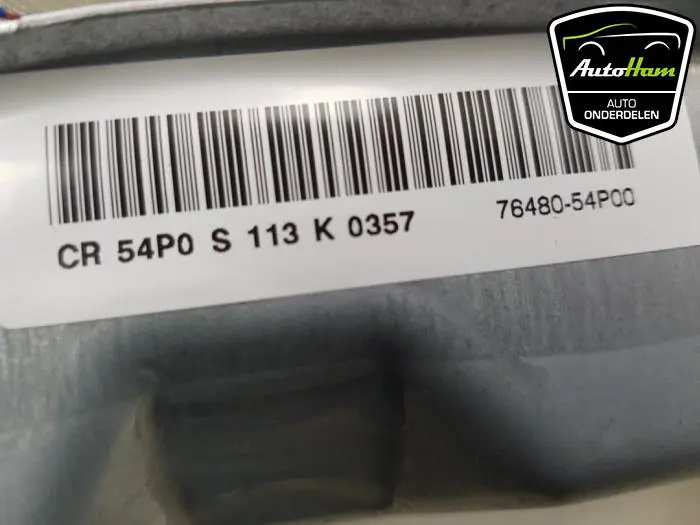 AutoHam
AUTO
ONDERDELEN
CR 54P0 S 113 K 0357
76480-54P00